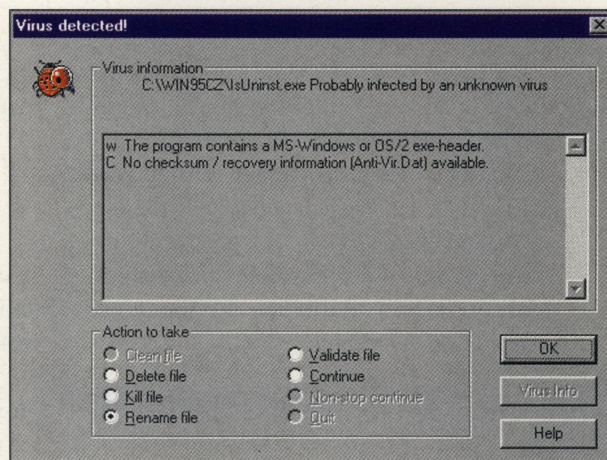 Virus detected!
Virus information
C:\WIN95CZ\IsUninst.exe Probably infected by an unknown virus
w The program contains a MS-Windows or OS/2 exe-header.
C No checksum / recovery information (Anti-Vir.Dat) available.
Action to take
Clean file
Delete file
Kill file
Rename file
Validate file
Continue
Non-stop continue
Quit
OK
Virus Info
Help